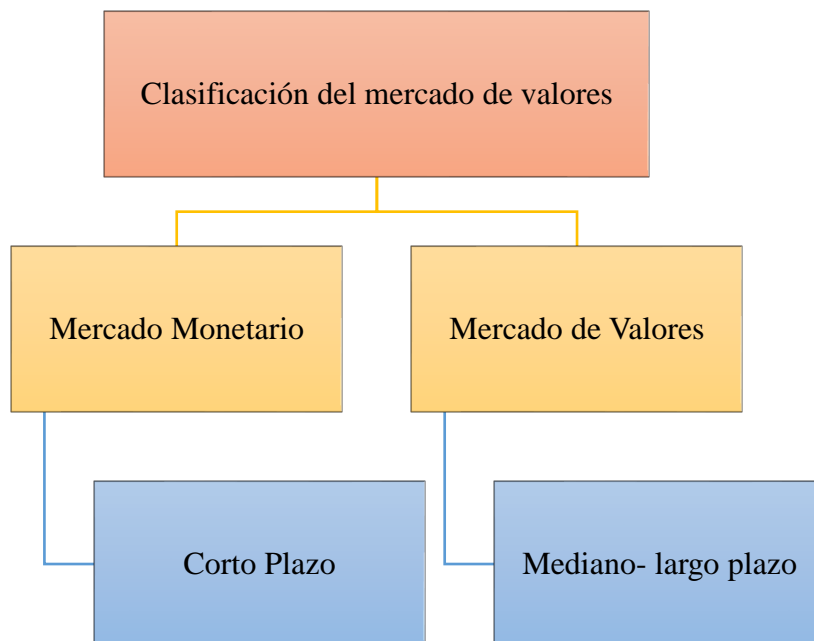 Clasificación del mercado de valores
Mercado Monetario
Mercado de Valores
Corto Plazo
Mediano- largo plazo